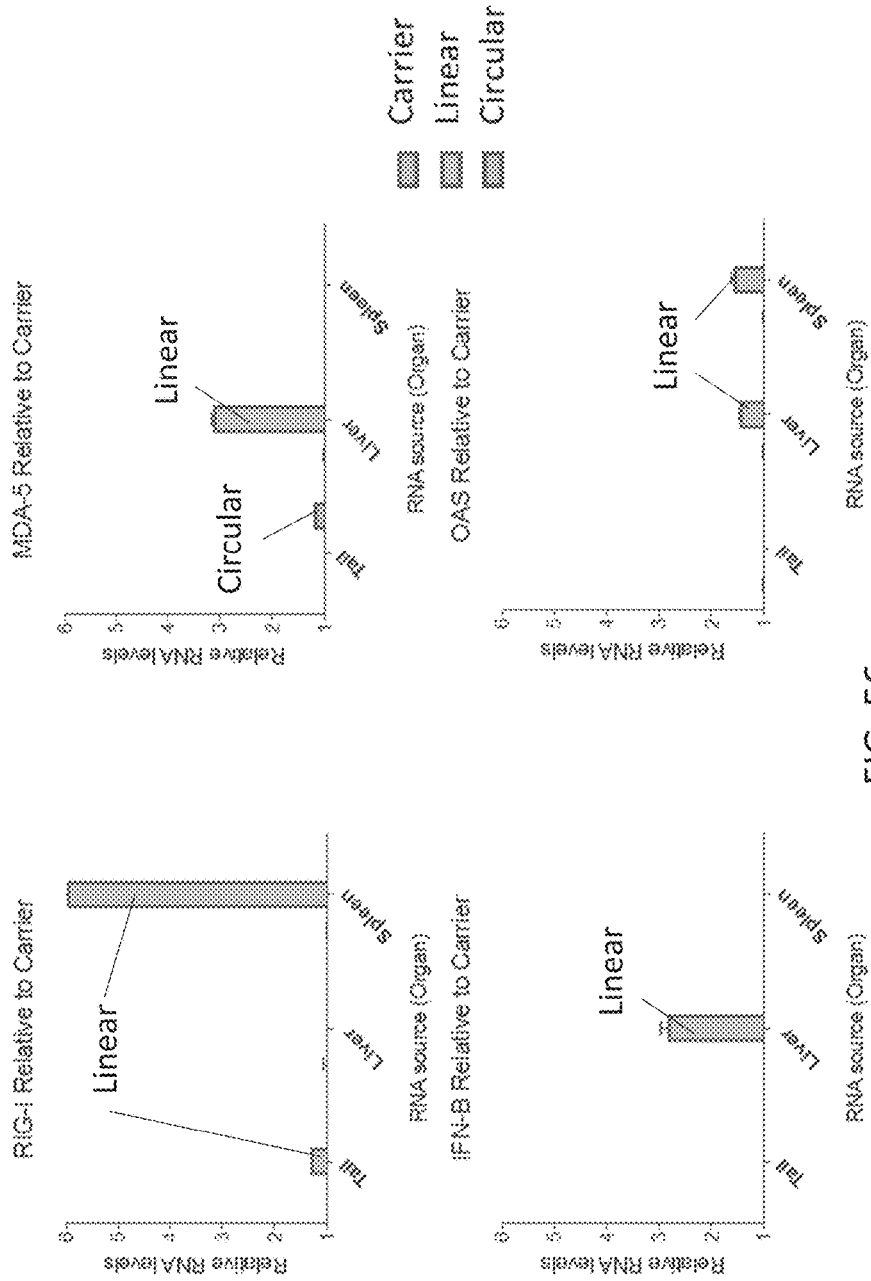 RIG-I Relative to Carrier
Relative RNA levels
6
5
4
3
2
1
Linear
Tail
Liver
Spleen
RNA source (Organ)
MDA-5 Relative to Carrier
Relative RNA levels
6
5
4
3
2
1
Circular
Linear
Tail
Liver
Spleen
RNA source (Organ)
IFN-B Relative to Carrier
Relative RNA levels
6
5
4
3
2
1
Linear
Tail
Liver
Spleen
RNA source (Organ)
OAS Relative to Carrier
Relative RNA levels
6
5
4
3
2
1
Linear
Tail
Liver
Spleen
RNA source (Organ)
Carrier
Linear
Circular
FIG.